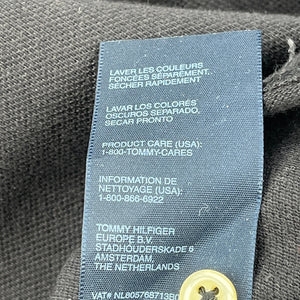 LAVER LES COULEURS
FONCÉES SÉPARÉMENT.
SÉCHER RAPIDEMENT
LAVAR LOS COLORES
OSCUROS SEPARADO,
SECAR PRONTO
PRODUCT CARE (USA):
1-800-TOMMY-CARES
INFORMATION DE
NETTOYAGE (USA):
1-800-866-6922
TOMMY HILFIGER
EUROPE B.V.
STADHOUDERSKADE 6
AMSTERDAM,
THE NETHERLANDS
VAT#